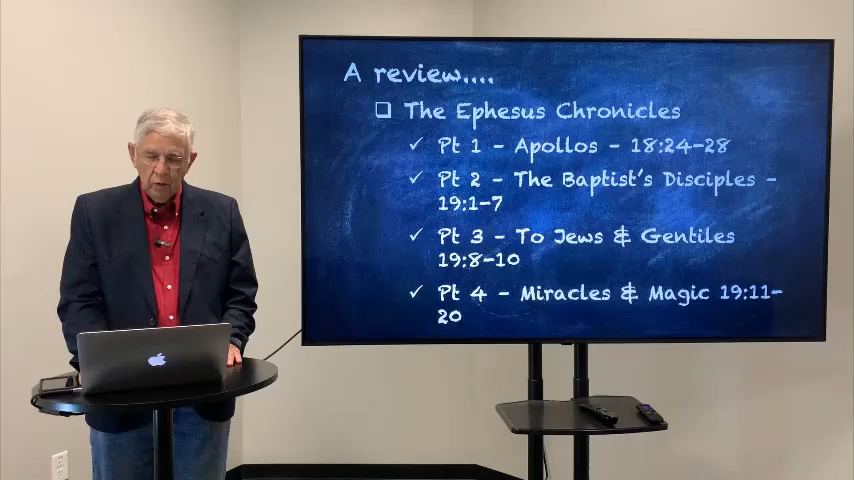 A review....
❑ The Ephesus Chronicles
✓ Pt 1 - Apollos - 18:24-28
✓ Pt 2 - The Baptist's Disciples -
19:1-7
✓ Pt 3 - To Jews & Gentiles
19:8-10
✓ Pt 4 - Miracles & Magic 19:11-
20